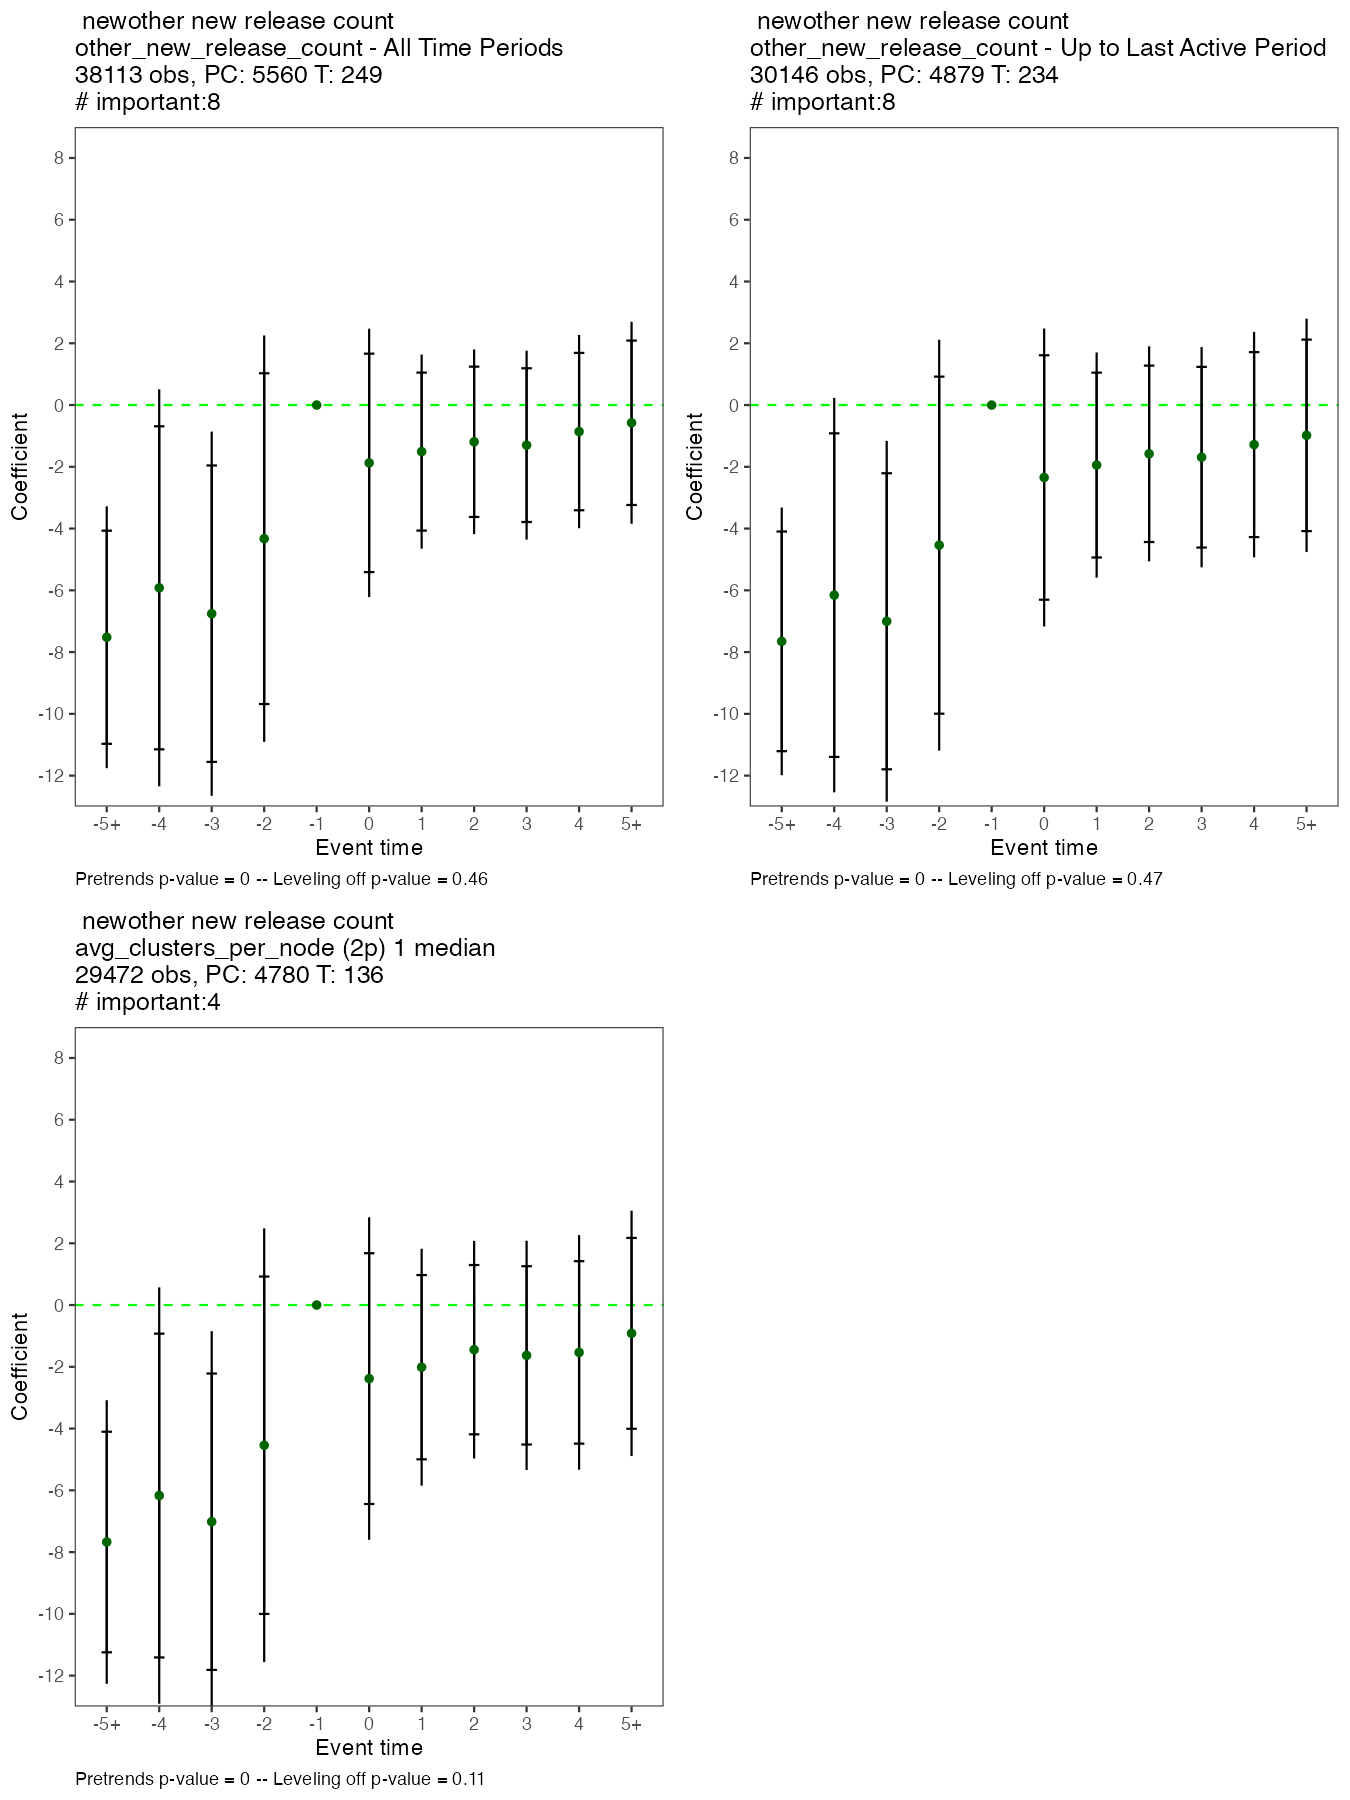 newother new release count
other_new_release_count - All Time Periods
38113 obs, PC: 5560 T: 249
# important:8
8
6
4
2
0
-2
-4
-6
-8
-10
-12
Coefficient
-5+ -4 -3 -2 -1 0 1 2 3 4 5+
Event time
Pretrends p-value = 0 -- Leveling off p-value = 0.46
newother new release count
other_new_release_count - Up to Last Active Period
30146 obs, PC: 4879 T: 234
# important:8
8
6
4
2
0
-2
-4
-6
-8
-10
-12
Coefficient
-5+ -4 -3 -2 -1 0 1 2 3 4 5+
Event time
Pretrends p-value = 0 -- Leveling off p-value = 0.47
newother new release count
avg_clusters_per_node (2p) 1 median
29472 obs, PC: 4780 T: 136
# important:4
8
6
4
2
0
-2
-4
-6
-8
-10
-12
Coefficient
-5+ -4 -3 -2 -1 0 1 2 3 4 5+
Event time
Pretrends p-value = 0 -- Leveling off p-value = 0.11